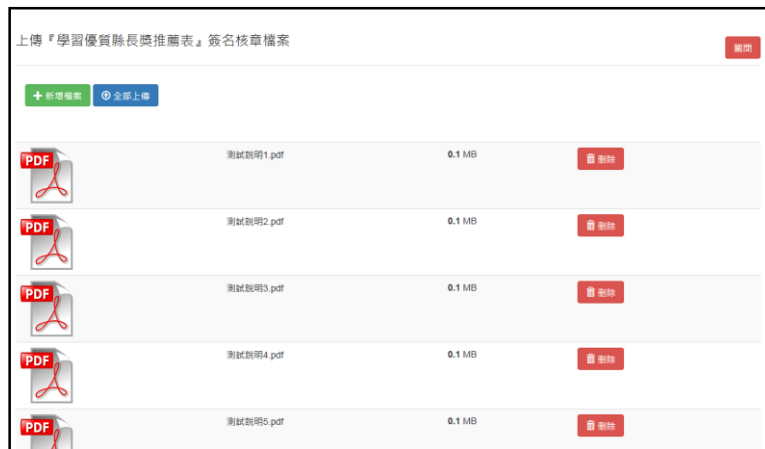 上傳『學習優質縣長獎推薦表』簽名核章檔案
關閉
新增檔案 全部上傳
PDF 測試說明1.pdf 0.1 MB 刪除
PDF 測試說明2.pdf 0.1 MB 刪除
PDF 測試說明3.pdf 0.1 MB 刪除
PDF 測試說明4.pdf 0.1 MB 刪除
PDF 測試說明5.pdf 0.1 MB 刪除